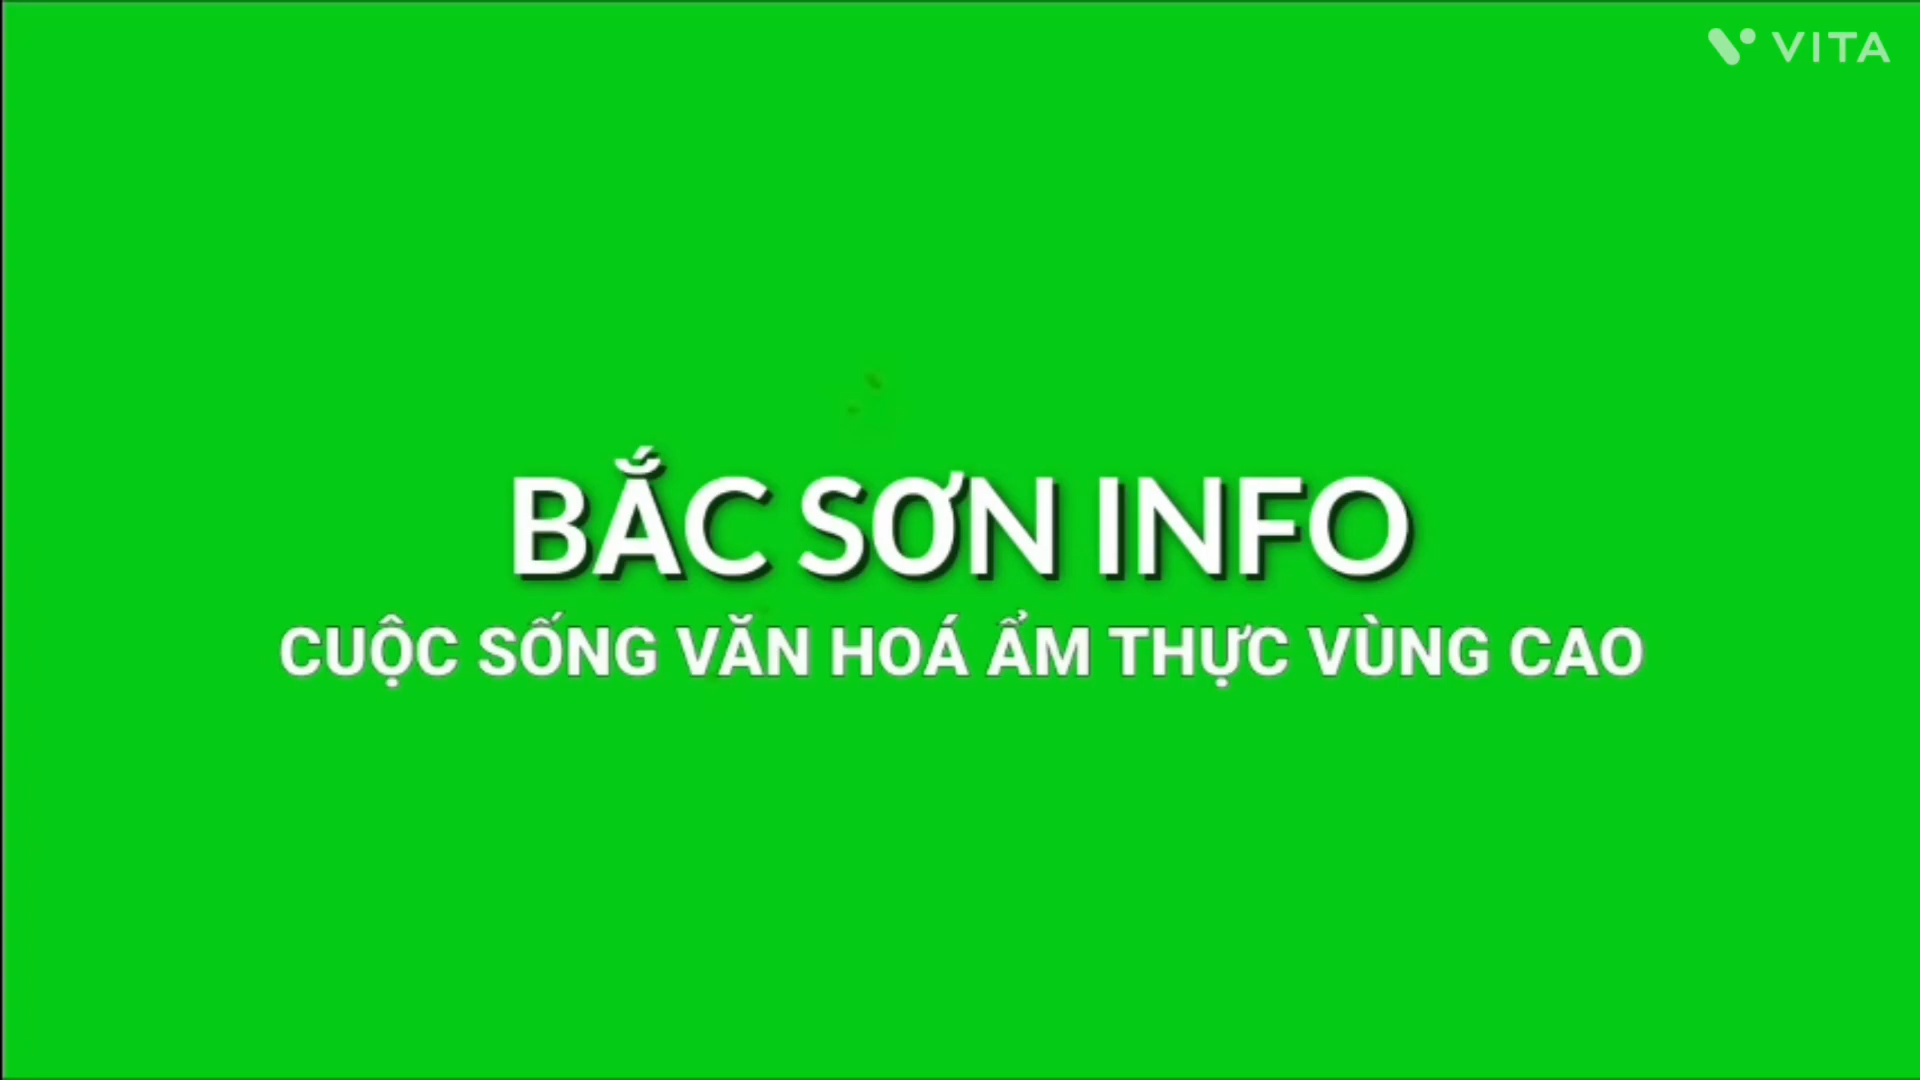 VITA
BẮC SƠN INFO
CUỘC SỐNG VĂN HOÁ ẨM THỰC VÙNG CAO